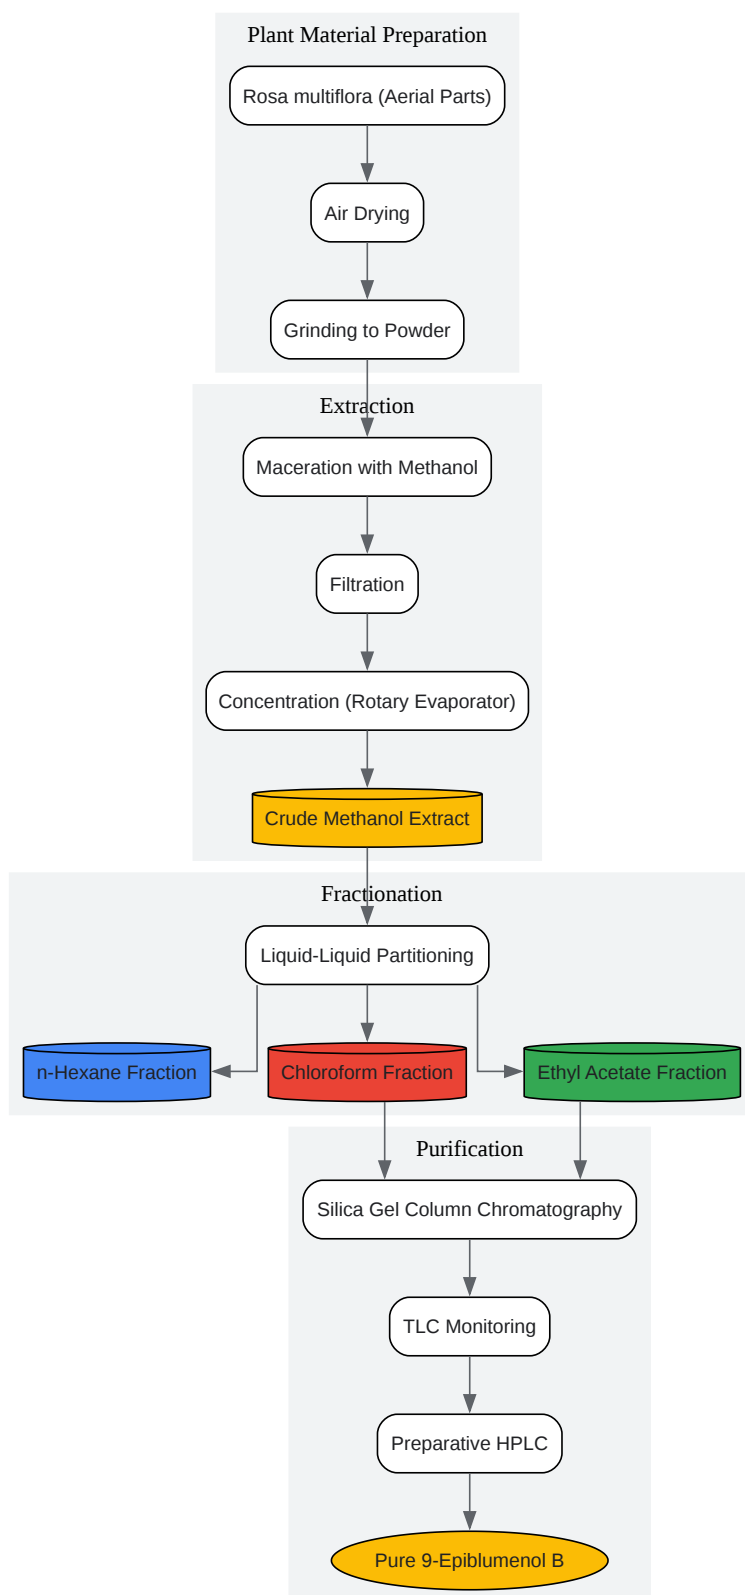 Plant Material Preparation
Rosa multiflora (Aerial Parts)
Air Drying
Grinding to Powder
Extraction
Maceration with Methanol
Filtration
Concentration (Rotary Evaporator)
Crude Methanol Extract
Fractionation
Liquid-Liquid Partitioning
n-Hexane Fraction
Chloroform Fraction
Ethyl Acetate Fraction
Purification
Silica Gel Column Chromatography
TLC Monitoring
Preparative HPLC
Pure 9-Epiblumenol B